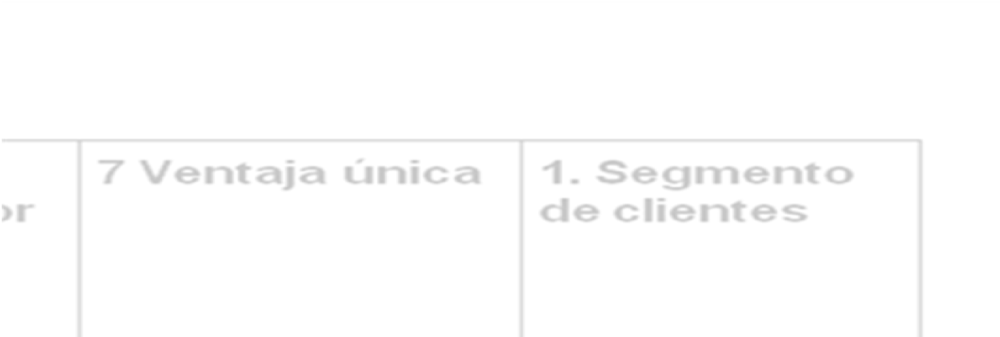 7 Ventaja única
1. Segmento
de clientes